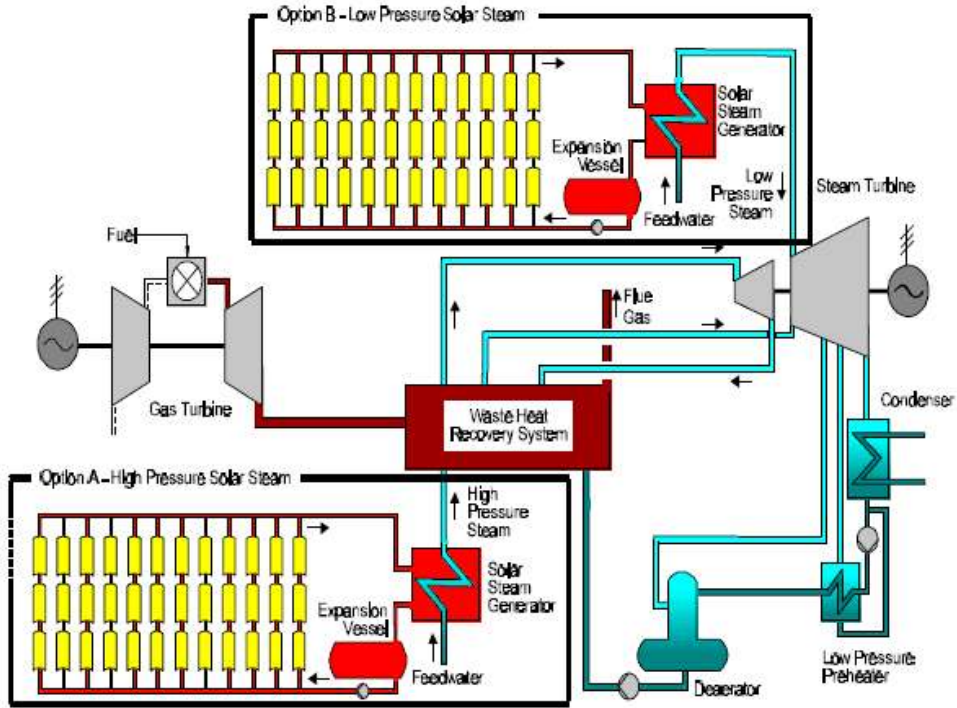 Option B - Low Pressure Solar Steam
Solar
Steam
Generator
Expansion
Vessel
Feedwater
Low
Pressure
Steam
Steam Turbine
Fuel
Flue
Gas
Gas Turbine
Waste Heat
Recovery System
Condenser
Option A - High Pressure Solar Steam
High
Pressure
Steam
Solar
Steam
Generator
Expansion
Vessel
Feedwater
Deaerator
Low Pressure
Preheater